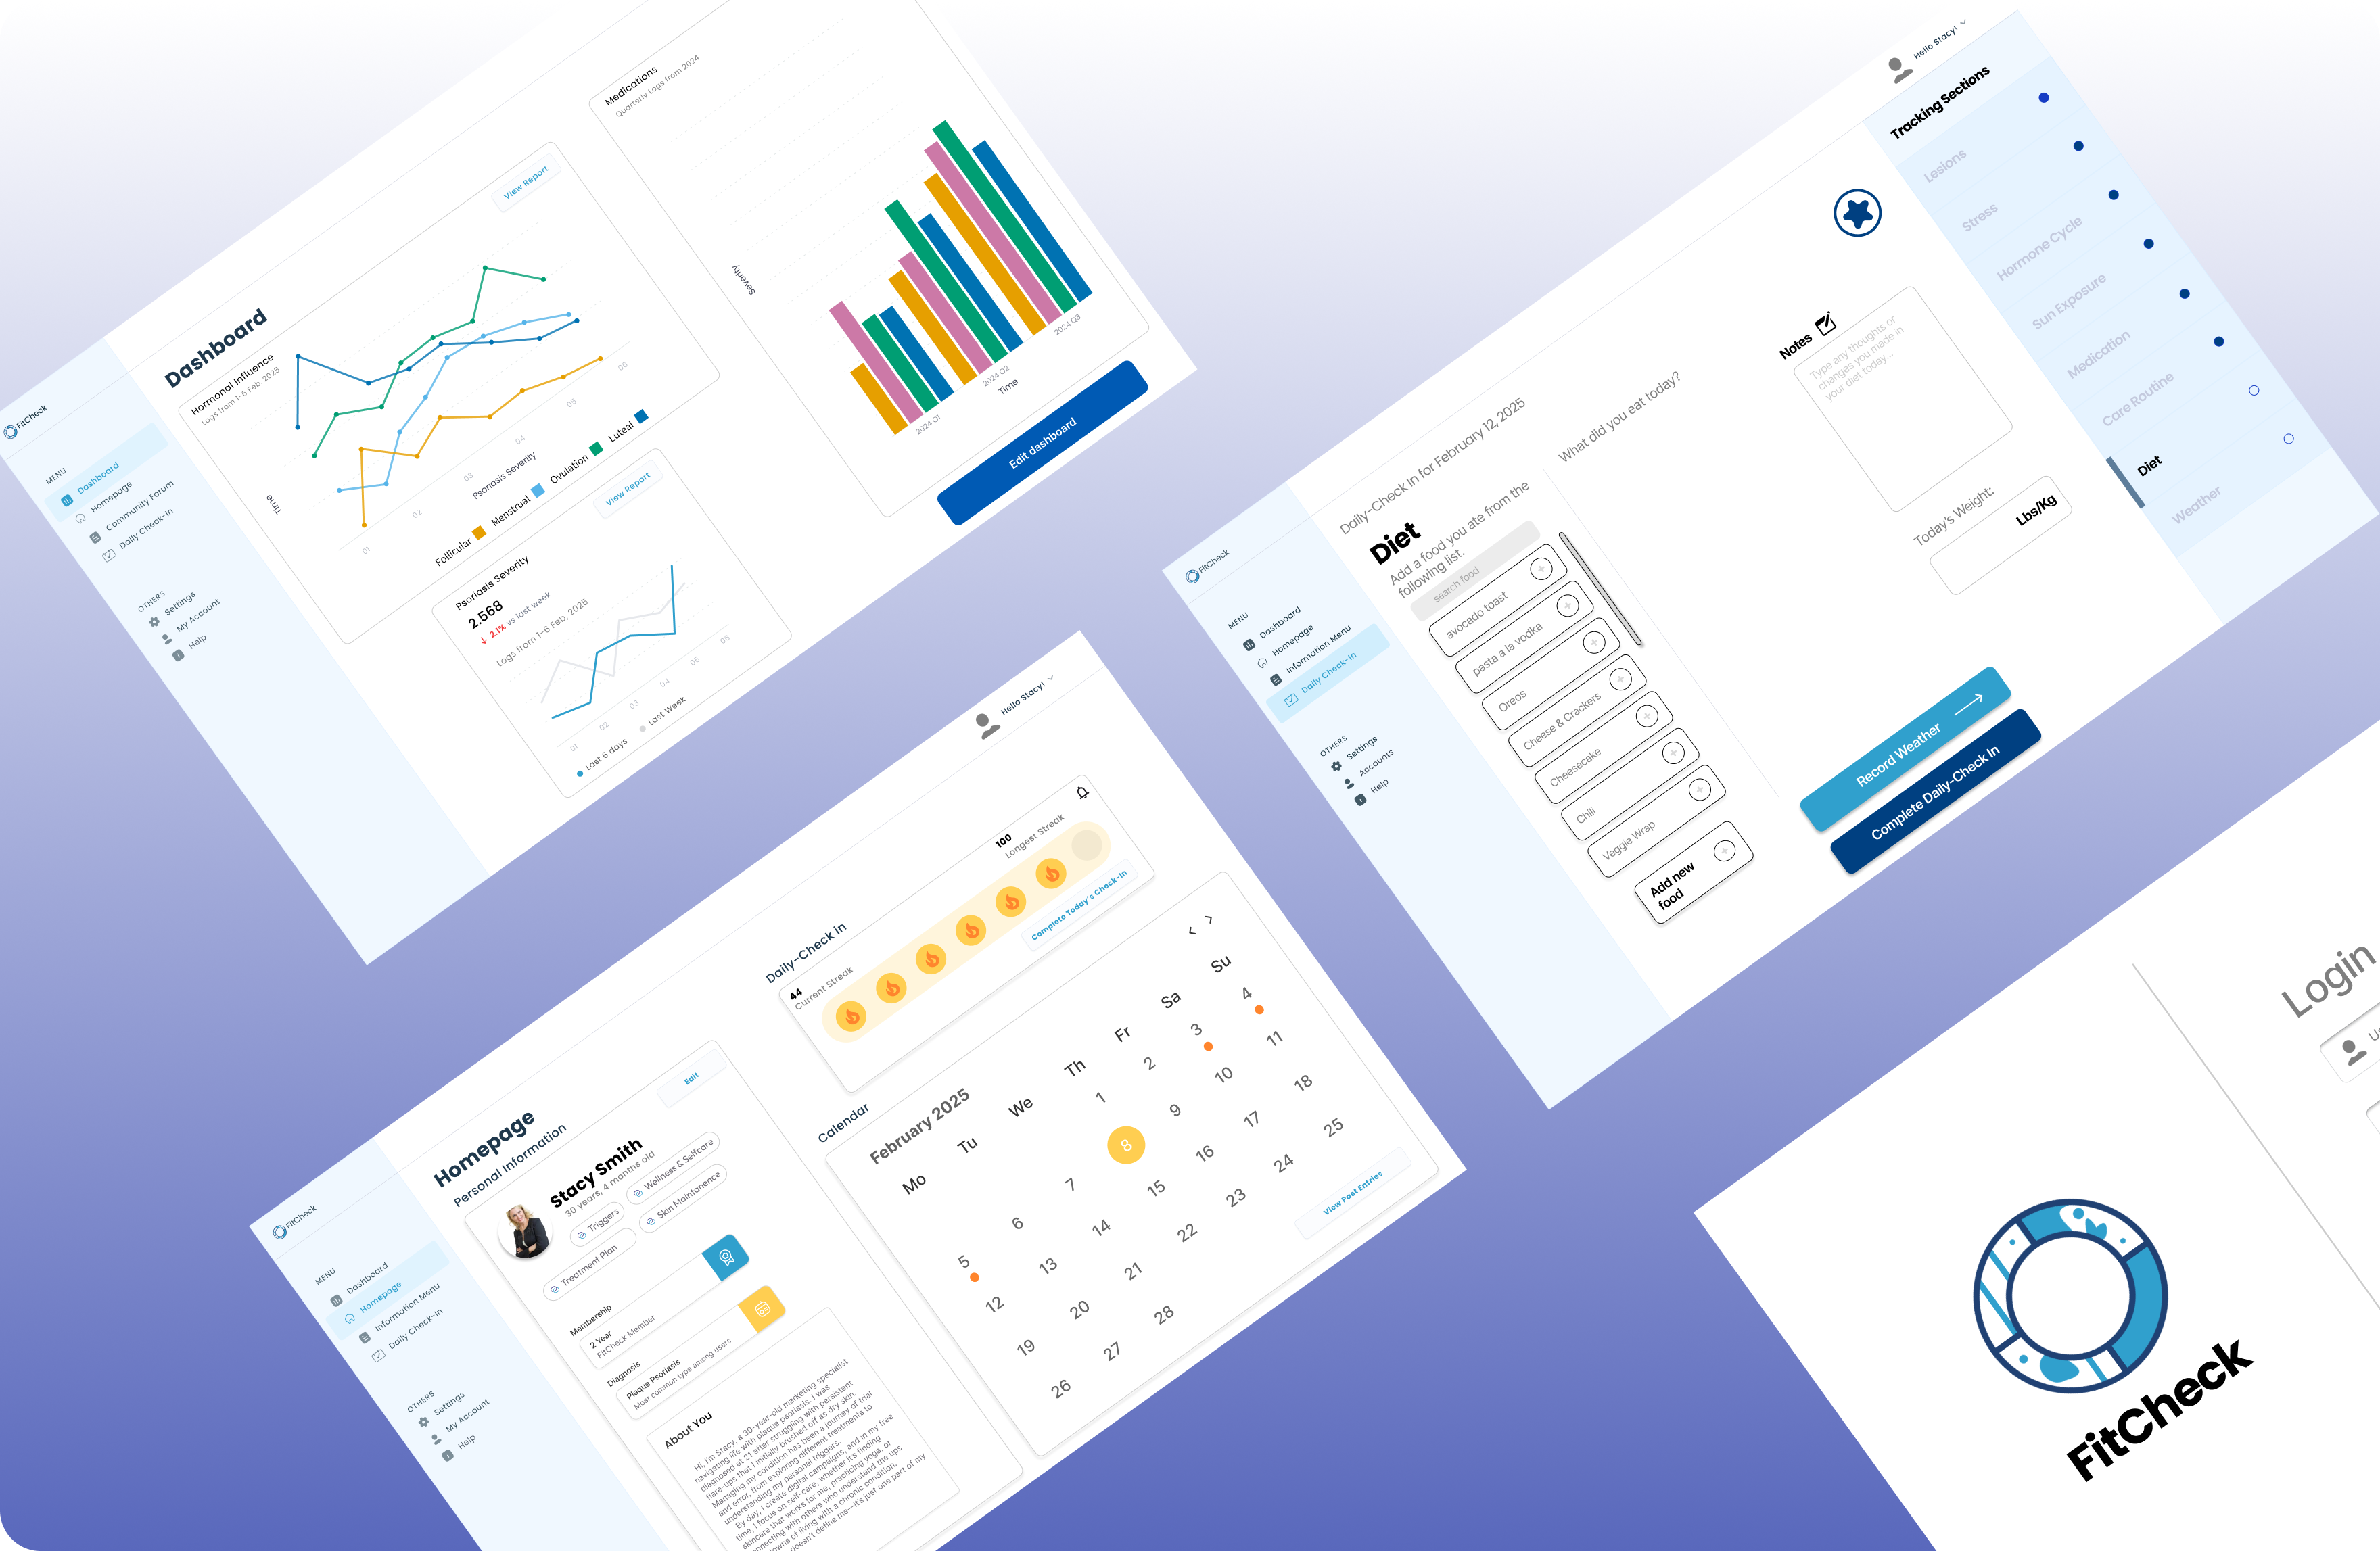 FitCheck
MENU
Dashboard
Homepage
Community Forum
Daily Check-In
OTHERS
Settings
My Account
Help
Dashboard
Hormonal Influence
Logs from 1-6 Feb, 2025
View Report
Time
01
02
03
04
05
06
Psoriasis Severity
Follicular
Menstrual
Ovulation
Luteal
Psoriasis Severity
2.568
2.1% vs last week
Logs from 1-6 Feb, 2025
View Report
01
02
03
04
05
06
Last 6 days
Last Week
Medications
Quarterly Logs from 2024
Severity
2024 Q1
2024 Q2
2024 Q3
Time
Edit dashboard
FitCheck
MENU
Dashboard
Homepage
Information Menu
Daily Check-In
OTHERS
Settings
Accounts
Help
Hello Stacy!
Daily-Check In for February 12, 2025
Diet
Add a food you ate from the
following list.
search food
avocado toast
pasta a la vodka
Oreos
Cheese & Crackers
Cheesecake
Chili
Veggie Wrap
Add new
food
What did you eat today?
Notes
Type any thoughts or
changes you made in
your diet today...
Today's Weight:
Lbs/Kg
Record Weather
Complete Daily-Check In
Tracking Sections
Lesions
Stress
Hormone Cycle
Sun Exposure
Medication
Care Routine
Diet
Weather
FitCheck
MENU
Dashboard
Homepage
Information Menu
Daily Check-In
OTHERS
Settings
My Account
Help
Hello Stacy!
Homepage
Personal Information
Edit
Stacy Smith
30 years, 4 months old
Triggers
Wellness & Selfcare
Treatment Plan
Skin Maintanence
Membership
2 Year
FitCheck Member
Diagnosis
Plaque Psoriasis
Most common type among users
About You
Hi, I'm Stacy, a 30-year-old marketing specialist
navigating life with plaque psoriasis. I was
diagnosed at 21 after struggling with persistent
flare-ups that I initially brushed off as dry skin.
Managing my condition has been a journey of trial
and error, from exploring different treatments to
understanding my personal triggers.
By day, I create digital campaigns, and in my free
time, I focus on self-care, whether it's finding
skincare that works for me, practicing yoga, or
connecting with others who understand the ups
downs of living with a chronic condition.
doesn't define me—it's just one part of my
Daily-Check in
44
Current Streak
100
Longest Streak
Complete Today's Check-In
Calendar
February 2025
< >
Mo Tu We Th Fr Sa Su
1 2 3 4
5 6 7 8 9 10 11
12 13 14 15 16 17 18
19 20 21 22 23 24 25
26 27 28
View Past Entries
FitCheck
Login